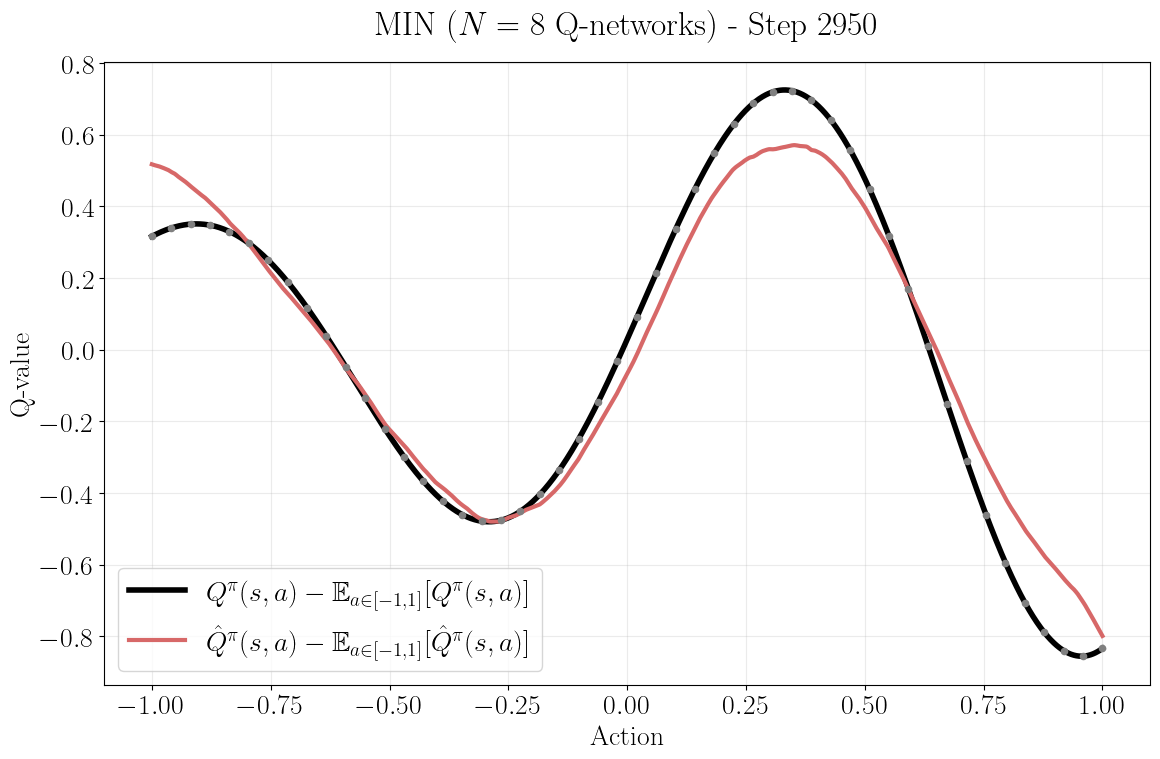 MIN (N = 8 Q-networks) - Step 2950
Q-value
0.8
0.6
0.4
0.2
0.0
−0.2
−0.4
−0.6
−0.8
Q^π(s, a) − 𝔼_{a∈[−1,1]}[Q^π(s, a)]
Q̂^π(s, a) − 𝔼_{a∈[−1,1]}[Q̂^π(s, a)]
−1.00 −0.75 −0.50 −0.25 0.00 0.25 0.50 0.75 1.00
Action